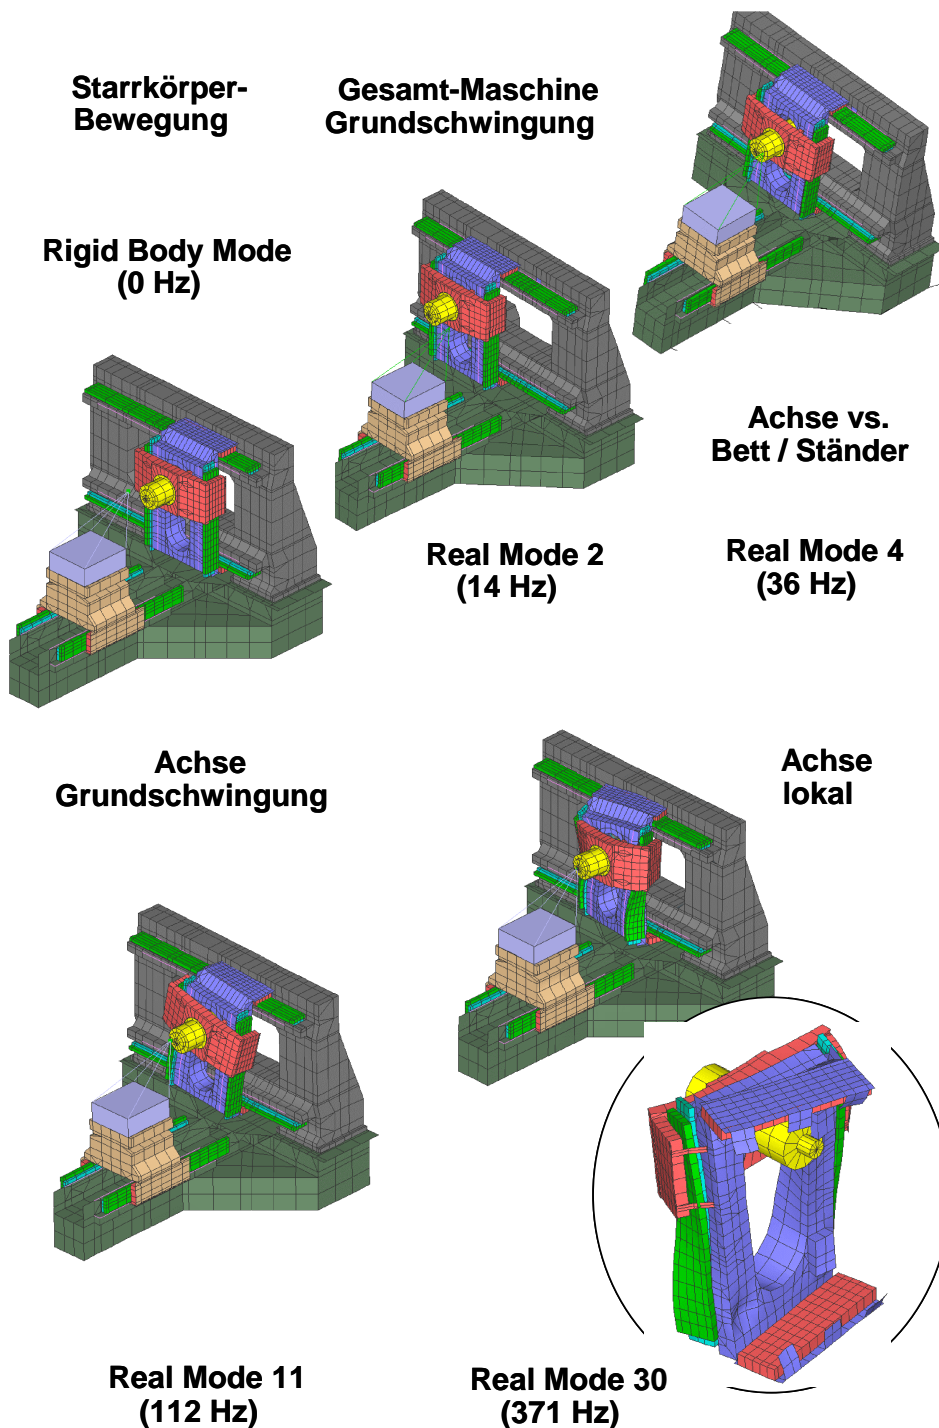 Starrkörper-
Bewegung
Gesamt-Maschine
Grundschwingung
Rigid Body Mode
(0 Hz)
Achse vs.
Bett / Ständer
Real Mode 2
(14 Hz)
Real Mode 4
(36 Hz)
Achse
Grundschwingung
Achse
lokal
Real Mode 11
(112 Hz)
Real Mode 30
(371 Hz)